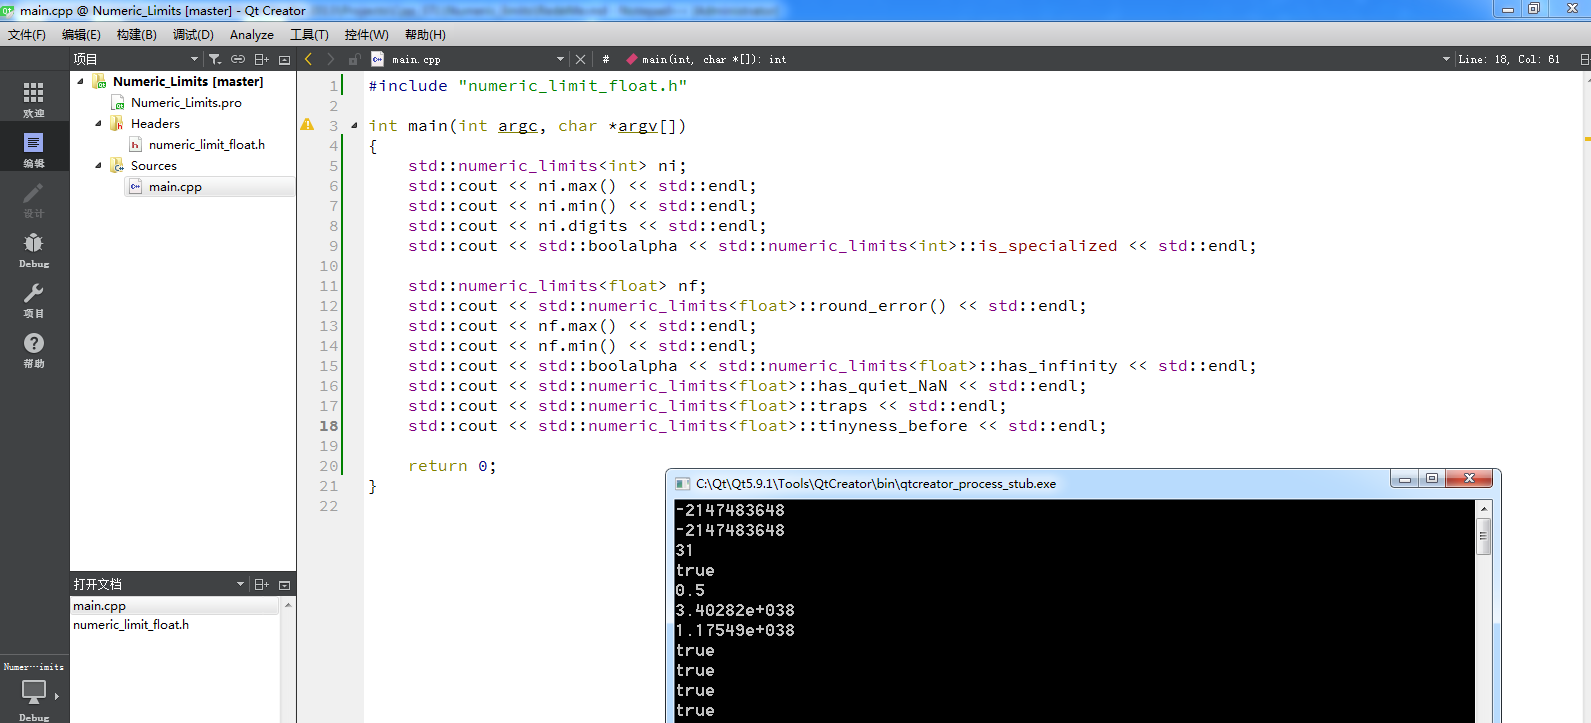 main.cpp @ Numeric_Limits [master] - Qt Creator
文件(F) 编辑(E) 构建(B) 调试(D) Analyze 工具(T) 控件(W) 帮助(H)
项目
main.cpp
#
main(int, char *[]): int
Line: 18, Col: 61
欢迎
编辑
设计
Debug
项目
帮助
Numer···imits
Debug
Numeric_Limits [master]
Numeric_Limits.pro
Headers
numeric_limit_float.h
Sources
main.cpp
打开文档
main.cpp
numeric_limit_float.h
1 #include "numeric_limit_float.h"
2
3 int main(int argc, char *argv[])
4 {
5 std::numeric_limits<int> ni;
6 std::cout << ni.max() << std::endl;
7 std::cout << ni.min() << std::endl;
8 std::cout << ni.digits << std::endl;
9 std::cout << std::boolalpha << std::numeric_limits<int>::is_specialized << std::endl;
10
11 std::numeric_limits<float> nf;
12 std::cout << std::numeric_limits<float>::round_error() << std::endl;
13 std::cout << nf.max() << std::endl;
14 std::cout << nf.min() << std::endl;
15 std::cout << std::boolalpha << std::numeric_limits<float>::has_infinity << std::endl;
16 std::cout << std::numeric_limits<float>::has_quiet_NaN << std::endl;
17 std::cout << std::numeric_limits<float>::traps << std::endl;
18 std::cout << std::numeric_limits<float>::tinyness_before << std::endl;
19
20 return 0;
21 }
22
C:\Qt\Qt5.9.1\Tools\QtCreator\bin\qtcreator_process_stub.exe
-2147483648
-2147483648
31
true
0.5
3.40282e+038
1.17549e+038
true
true
true
true